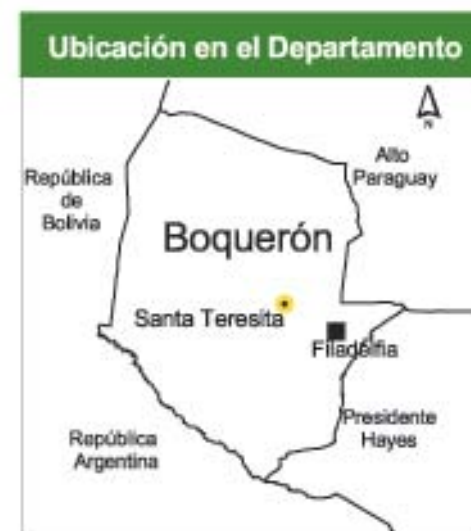 Ubicación en el Departamento
N
Alto
Paraguay
República
de
Bolivia
Boquerón
Santa Teresita
Filadelfia
Presidente
Hayes
República
Argentina